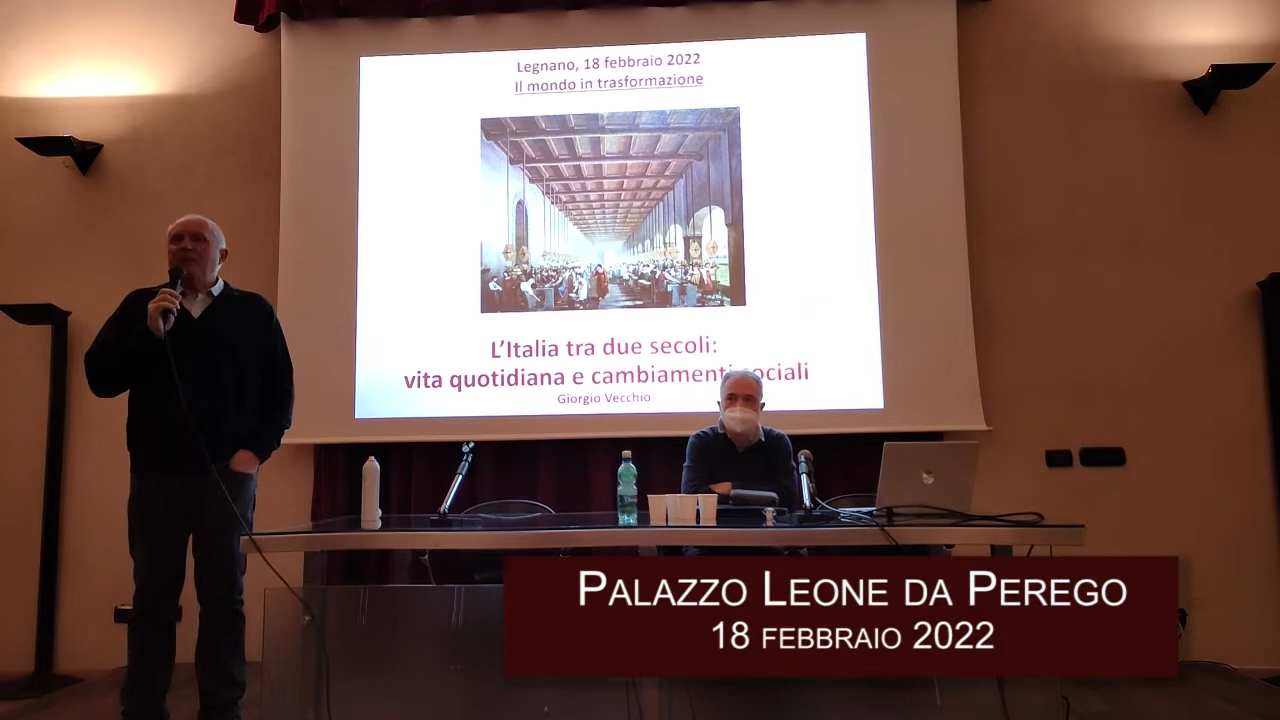 Legnano, 18 febbraio 2022
Il mondo in trasformazione
L'Italia tra due secoli:
vita quotidiana e cambiamenti sociali
Giorgio Vecchio
PALAZZO LEONE DA PEREGO
18 FEBBRAIO 2022